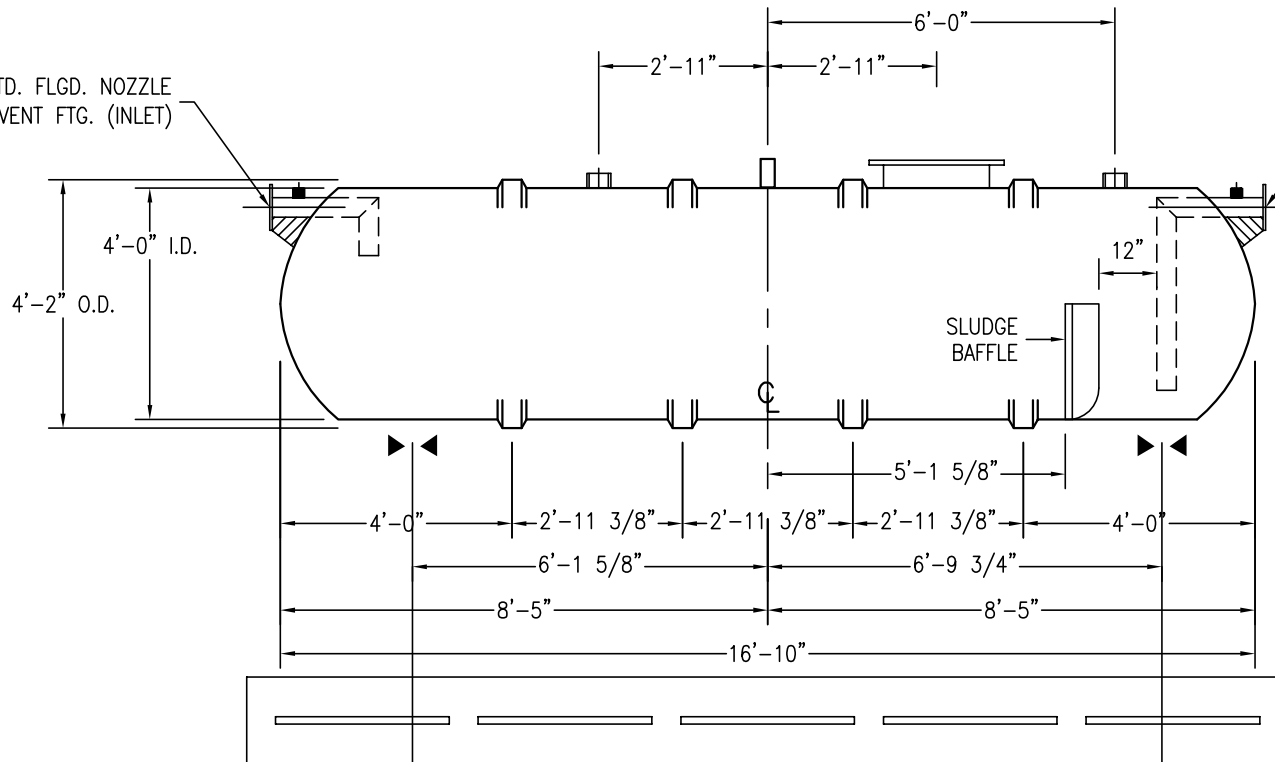 6'-0"
2'-11" 2'-11"
TD. FLGD. NOZZLE
VENT FTG. (INLET)
4'-0" I.D.
12"
4'-2" O.D.
SLUDGE
BAFFLE
CL
5'-1 5/8"
4'-0" 2'-11 3/8" 2'-11 3/8" 2'-11 3/8" 4'-0"
6'-1 5/8" 6'-9 3/4"
8'-5" 8'-5"
16'-10"